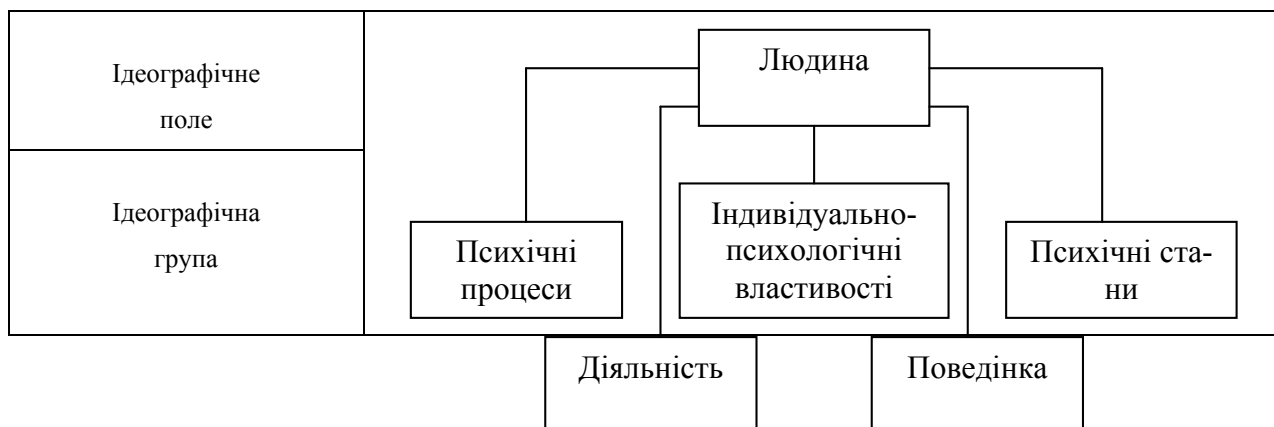 Ідеографічне
поле
Людина
Ідеографічна
група
Психічні
процеси
Індивідуально-
психологічні
властивості
Психічні ста-
ни
Діяльність
Поведінка